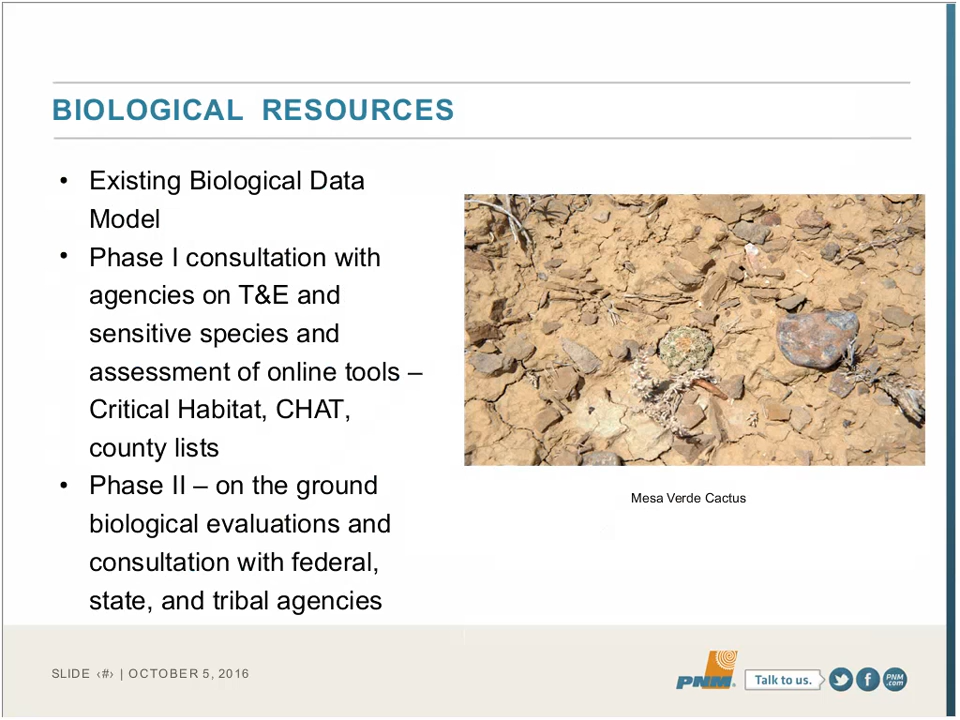 BIOLOGICAL RESOURCES
• Existing Biological Data
Model
• Phase I consultation with
agencies on T&E and
sensitive species and
assessment of online tools –
Critical Habitat, CHAT,
county lists
• Phase II – on the ground
biological evaluations and
consultation with federal,
state, and tribal agencies
Mesa Verde Cactus
SLIDE ‹#› | OCTOBER 5, 2016
PNM
Talk to us.
f
PNM
.com